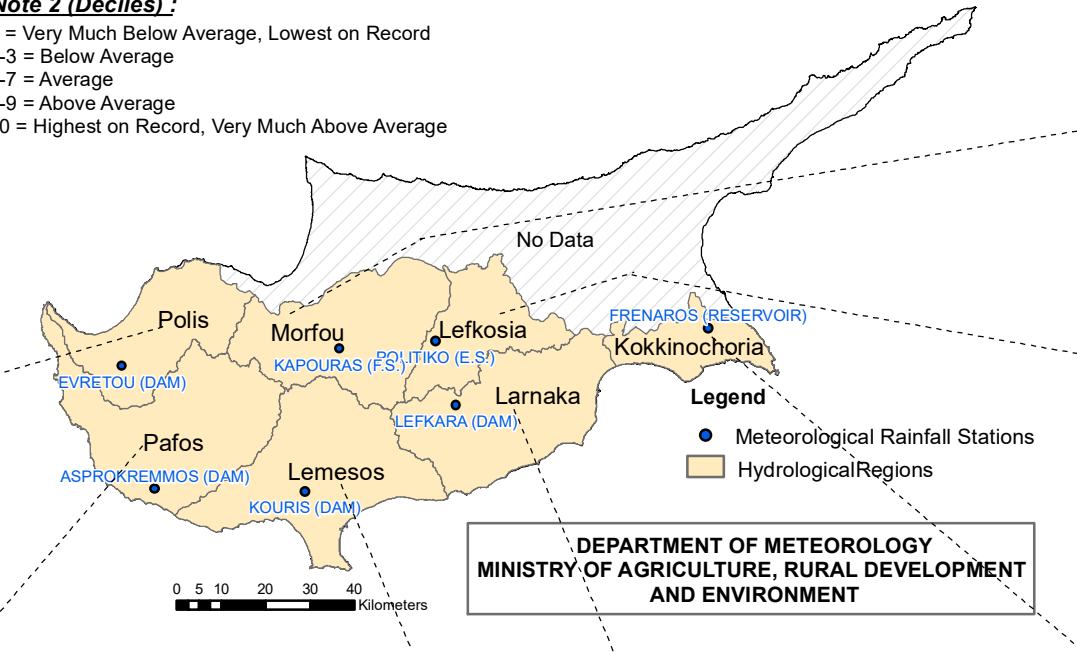 Note 2 (Deciles) :
= Very Much Below Average, Lowest on Record
-3 = Below Average
-7 = Average
-9 = Above Average
0 = Highest on Record, Very Much Above Average
No Data
FRENAROS (RESERVOIR)
Polis
Morfou
Lefkosia
Kokkinochoria
KAPOURAS (F.S.)
POLITIKO (E.S.)
EVRETOU (DAM)
Larnaka
Legend
LEFKARA (DAM)
Meteorological Rainfall Stations
Pafos
HydrologicalRegions
Lemesos
ASPROKREMMOS (DAM)
KOURIS (DAM)
DEPARTMENT OF METEOROLOGY
MINISTRY OF AGRICULTURE, RURAL DEVELOPMENT
AND ENVIRONMENT
0 5 10 20 30 40
Kilometers